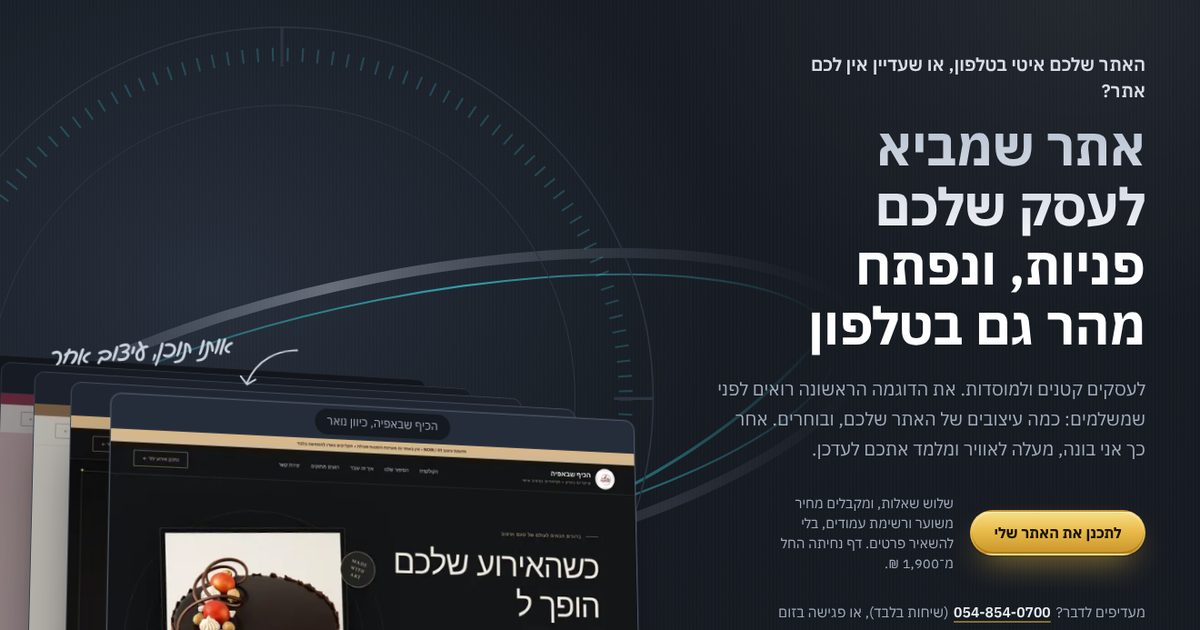 האתר שלכם איטי בטלפון, או שעדיין אין לכם
אתר?
אתר שמביא
לעסק שלכם
פניות, ונפתח
מהר גם בטלפון
לעסקים קטנים ולמוסדות. את הדוגמה הראשונה רואים לפני
שמשלמים: כמה עיצובים של האתר שלכם, ובוחרים. אחר
כך אני בונה, מעלה לאוויר ומלמד אתכם לעדכן.
לתכנן את האתר שלי
שלוש שאלות, ומקבלים מחיר
משוער ורשימת עמודים, בלי
להשאיר פרטים. דף נחיתה החל
מ־1,900 ₪.
מעדיפים לדבר? 054-854-0700 (שיחות בלבד), או פגישה בזום
אותו תוכן, עיצוב אחר
הכיף שבאפיה, כיוון נואר
הכיף שבאפיה
MADE
WITH
ART
כשהאירוע שלכם
הופך ל